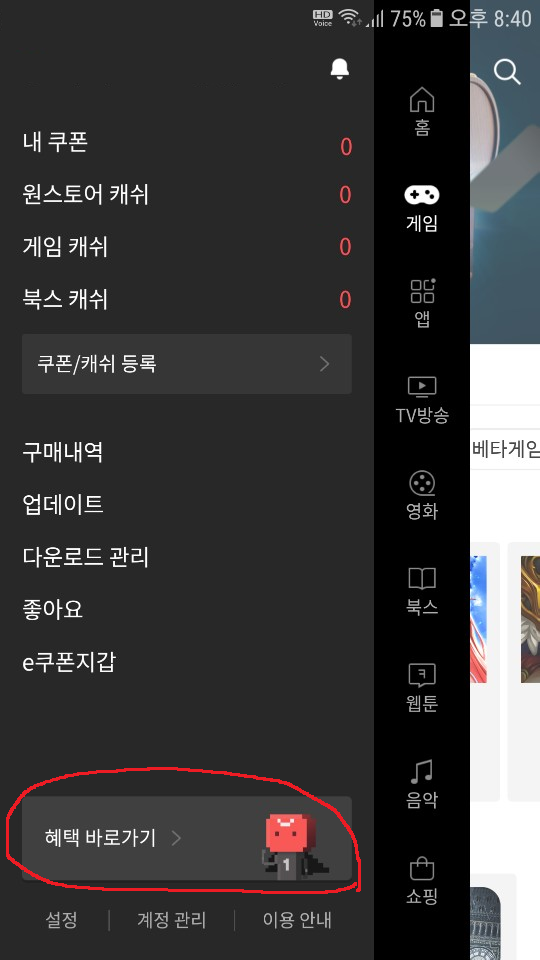 HD Voice 75% 오후 8:40
내 쿠폰 0
원스토어 캐쉬 0
게임 캐쉬 0
북스 캐쉬 0
쿠폰/캐쉬 등록
구매내역
업데이트
다운로드 관리
좋아요
e쿠폰지갑
혜택 바로가기
1
설정 계정 관리 이용 안내
홈
게임
앱
TV방송
영화
북스
ㅋ
웹툰
음악
쇼핑
베타게임